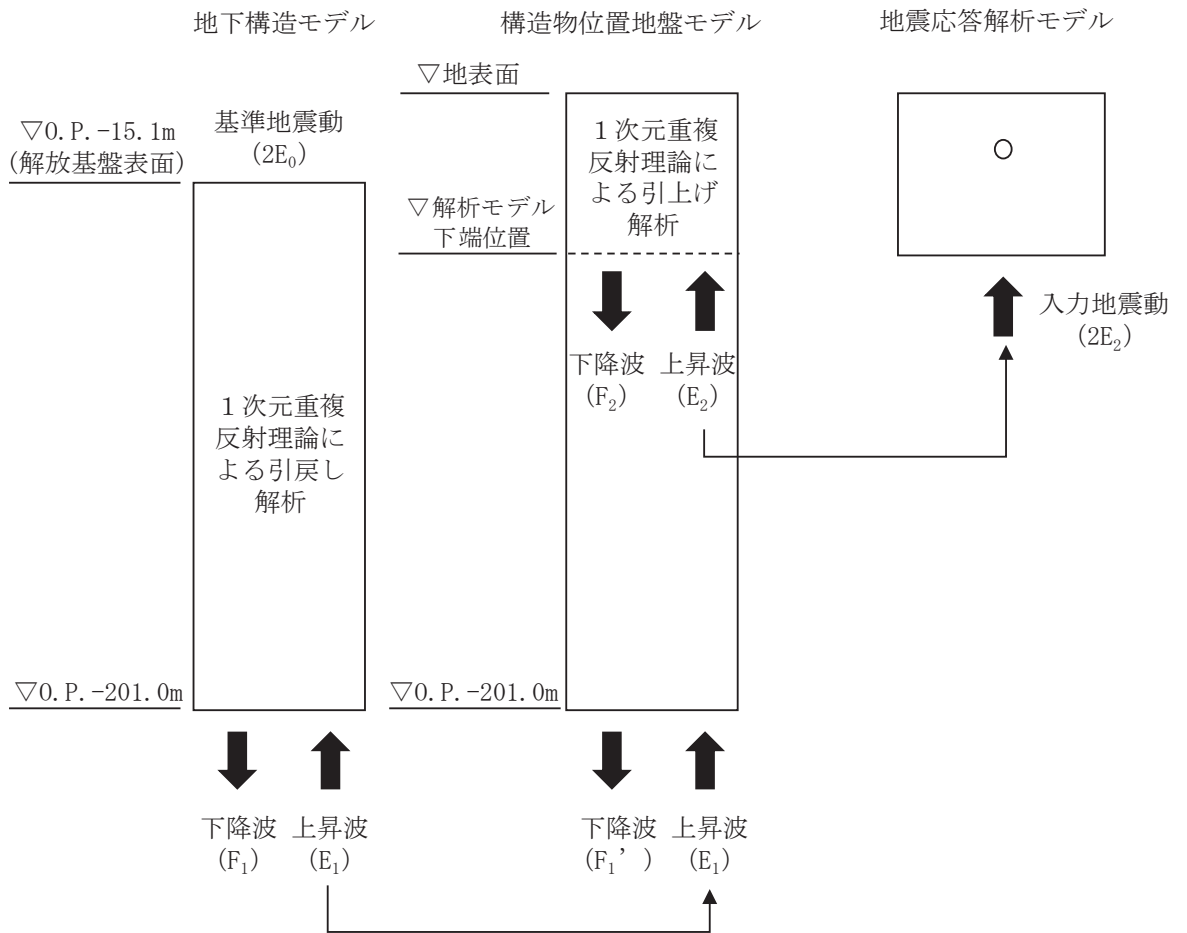 地下構造モデル
▽O.P.-15.1m
(解放基盤表面)
基準地震動
(2E₀)
1次元重複
反射理論に
よる引戻し
解析
▽O.P.-201.0m
下降波
(F₁)
上昇波
(E₁)
構造物位置地盤モデル
▽地表面
1次元重複
反射理論に
よる引上げ
解析
▽解析モデル
下端位置
下降波
(F₂)
上昇波
(E₂)
▽O.P.-201.0m
下降波
(F₁’)
上昇波
(E₁)
地震応答解析モデル
入力地震動
(2E₂)